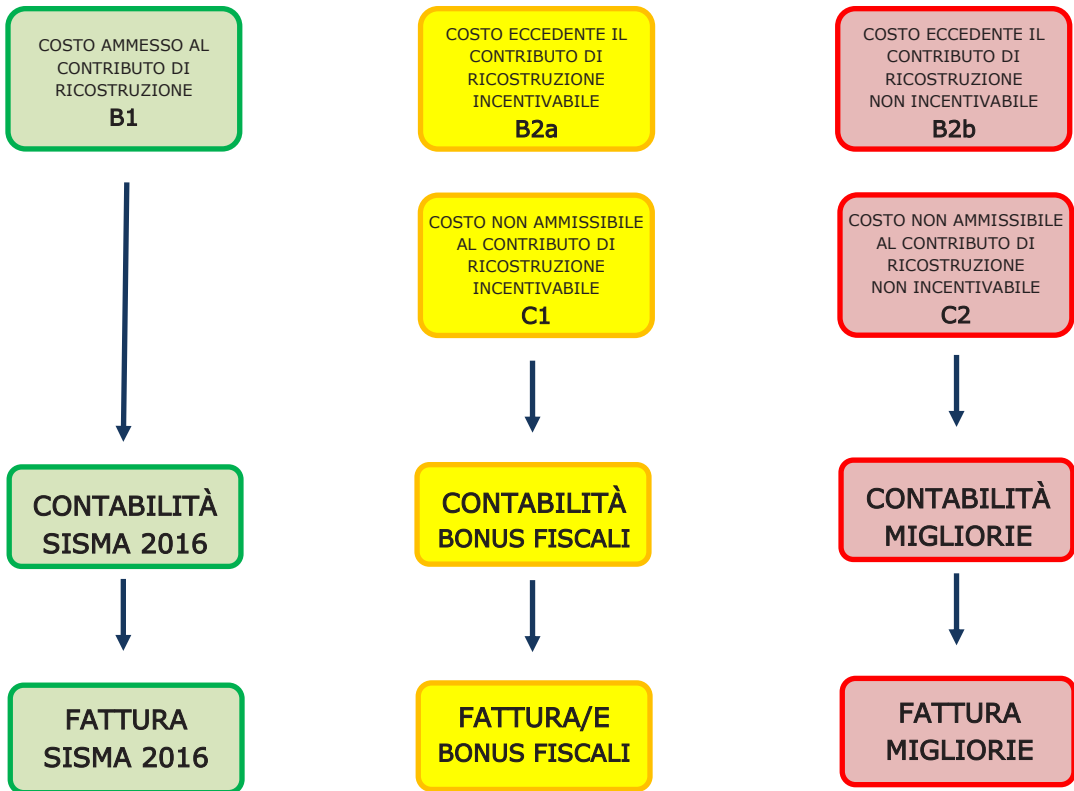 COSTO AMMESSO AL
CONTRIBUTO DI
RICOSTRUZIONE
B1
COSTO ECCEDENTE IL
CONTRIBUTO DI
RICOSTRUZIONE
INCENTIVABILE
B2a
COSTO ECCEDENTE IL
CONTRIBUTO DI
RICOSTRUZIONE
NON INCENTIVABILE
B2b
COSTO NON AMMISSIBILE
AL CONTRIBUTO DI
RICOSTRUZIONE
INCENTIVABILE
C1
COSTO NON AMMISSIBILE
AL CONTRIBUTO DI
RICOSTRUZIONE
NON INCENTIVABILE
C2
CONTABILITÀ
SISMA 2016
CONTABILITÀ
BONUS FISCALI
CONTABILITÀ
MIGLIORIE
FATTURA
SISMA 2016
FATTURA/E
BONUS FISCALI
FATTURA
MIGLIORIE